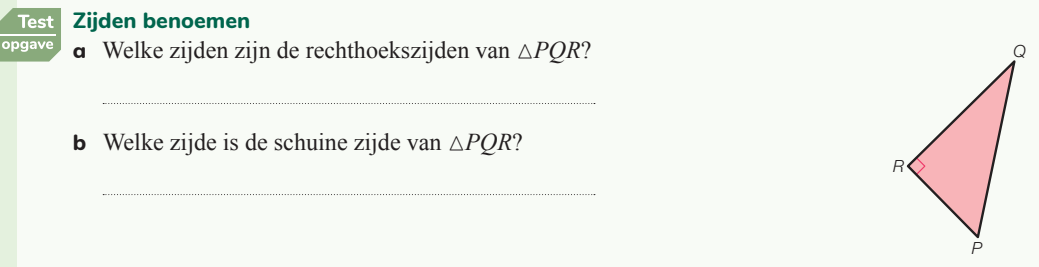 Test
opgave
Zijden benoemen
a Welke zijden zijn de rechthoekszijden van △PQR?
b Welke zijde is de schuine zijde van △PQR?
Q
R
P